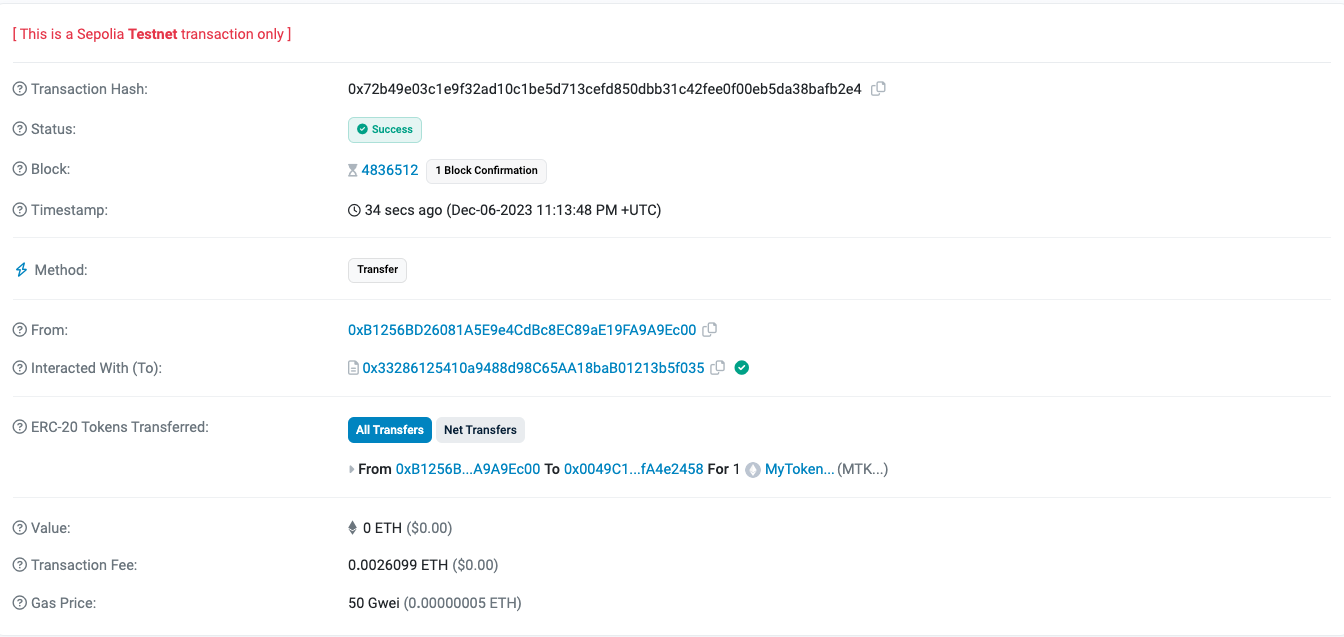 [ This is a Sepolia Testnet transaction only ]
Transaction Hash: 0x72b49e03c1e9f32ad10c1be5d713cefd850dbb31c42fee0f00eb5da38bafb2e4
Status: Success
Block: 4836512 1 Block Confirmation
Timestamp: 34 secs ago (Dec-06-2023 11:13:48 PM +UTC)
Method: Transfer
From: 0xB1256BD26081A5E9e4CdBc8EC89aE19FA9A9Ec00
Interacted With (To): 0x33286125410a9488d98C65AA18baB01213b5f035
ERC-20 Tokens Transferred: All Transfers Net Transfers
From 0xB1256B...A9A9Ec00 To 0x0049C1...fA4e2458 For 1 MyToken... (MTK...)
Value: 0 ETH ($0.00)
Transaction Fee: 0.0026099 ETH ($0.00)
Gas Price: 50 Gwei (0.00000005 ETH)